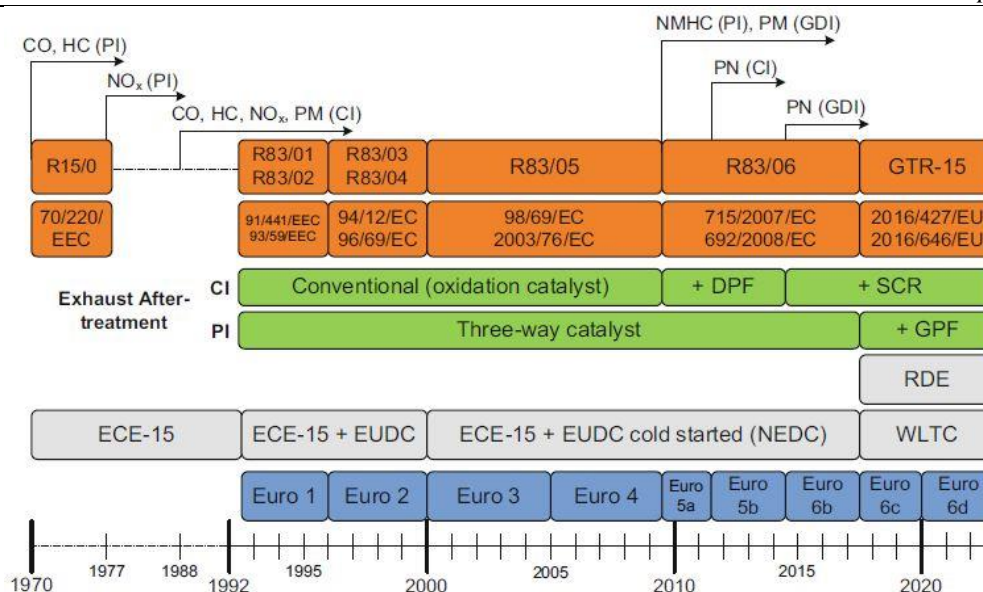 NMHC (PI), PM (GDI)
CO, HC (PI)
PN (CI)
NOx (PI)
PN (GDI)
CO, HC, NOx, PM (CI)
R15/0
R83/01
R83/02
R83/03
R83/04
R83/05
R83/06
GTR-15
70/220/
EEC
91/441/EEC
93/59/EEC
94/12/EC
96/69/EC
98/69/EC
2003/76/EC
715/2007/EC
692/2008/EC
2016/427/EU
2016/646/EU
Exhaust After-
treatment
CI
Conventional (oxidation catalyst)
+ DPF
+ SCR
PI
Three-way catalyst
+ GPF
RDE
ECE-15
ECE-15 + EUDC
ECE-15 + EUDC cold started (NEDC)
WLTC
Euro 1
Euro 2
Euro 3
Euro 4
Euro
5a
Euro
5b
Euro
6b
Euro
6c
Euro
6d
1970
1977
1988
1992
1995
2000
2005
2010
2015
2020